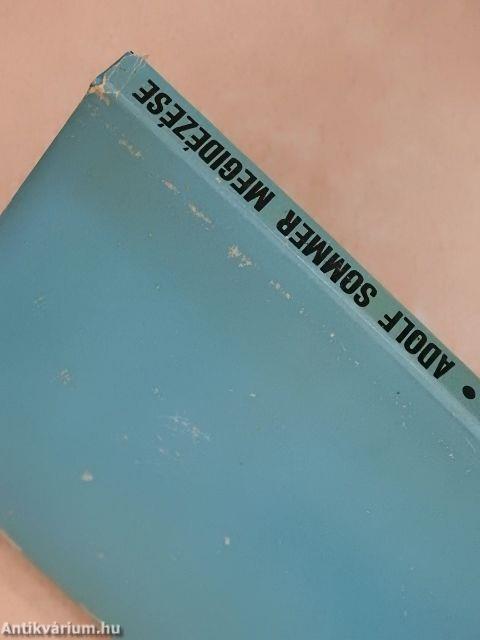 • ADOLF SOMMER MEGIDÉZÉSE
Antikvárium.hu